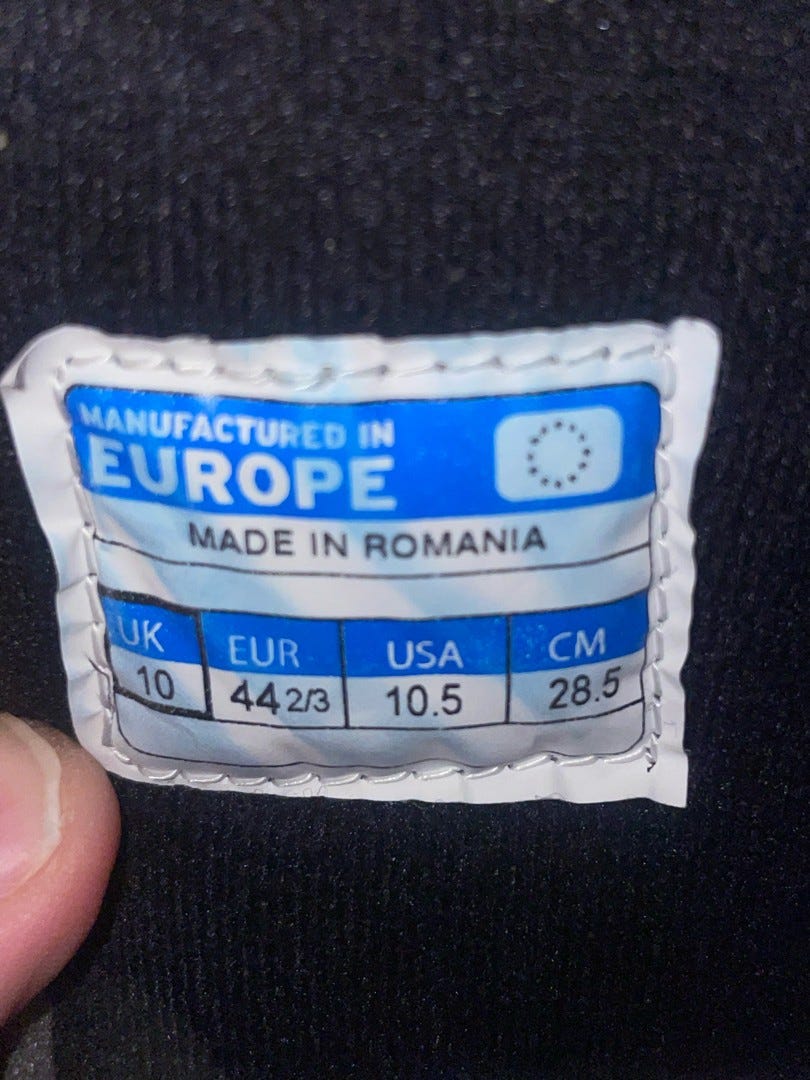 MANUFACTURED IN
EUROPE
MADE IN ROMANIA
UK EUR USA CM
10 44 2/3 10.5 28.5